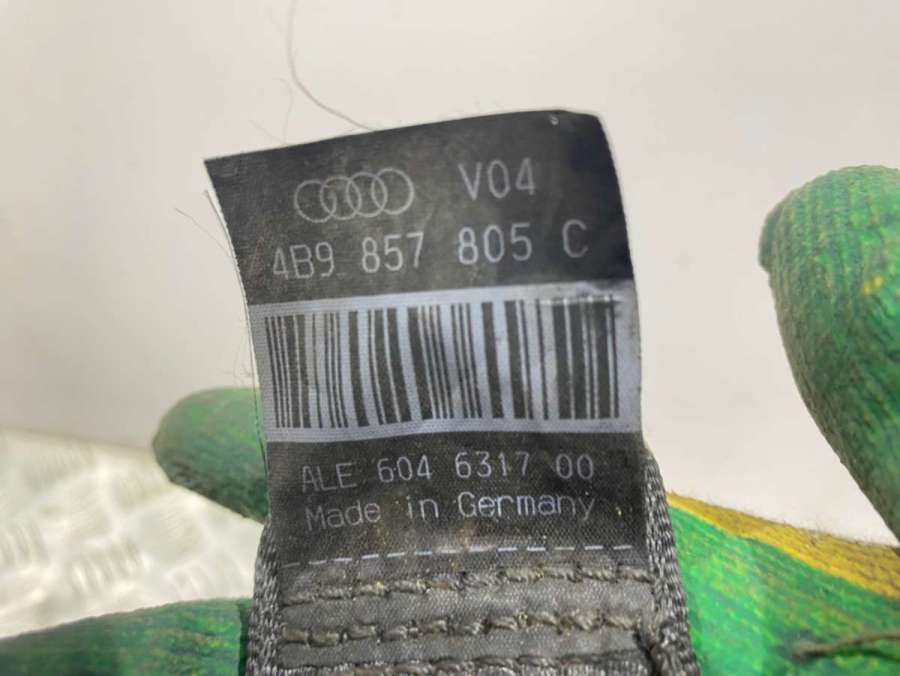 V04
4B9 857 805 C
ALE 604 6317 00
Made in Germany